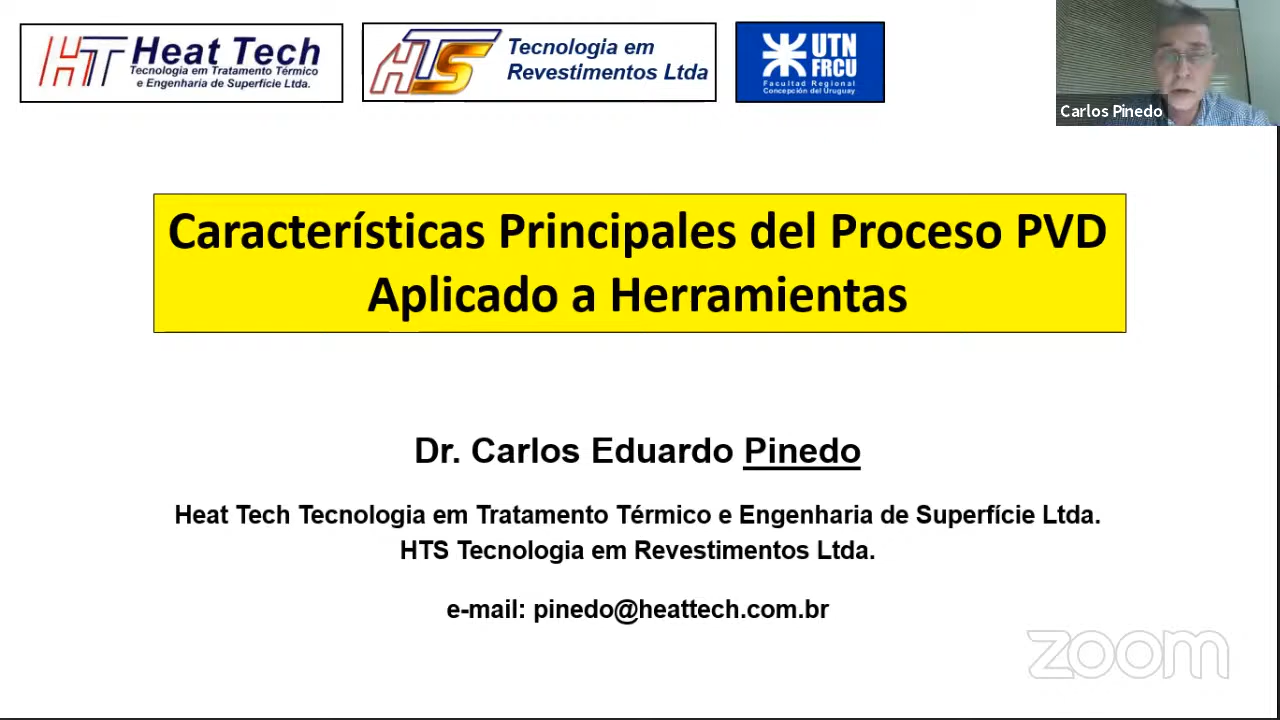 HT Heat Tech
Tecnologia em Tratamento Térmico
e Engenharia de Superfície Ltda.
HTS Tecnologia em
Revestimentos Ltda
UTN
FRCU
Facultad Regional
Concepción del Uruguay
Carlos Pinedo
Características Principales del Proceso PVD
Aplicado a Herramientas
Dr. Carlos Eduardo Pinedo
Heat Tech Tecnologia em Tratamento Térmico e Engenharia de Superfície Ltda.
HTS Tecnologia em Revestimentos Ltda.
e-mail: pinedo@heattech.com.br
zoom